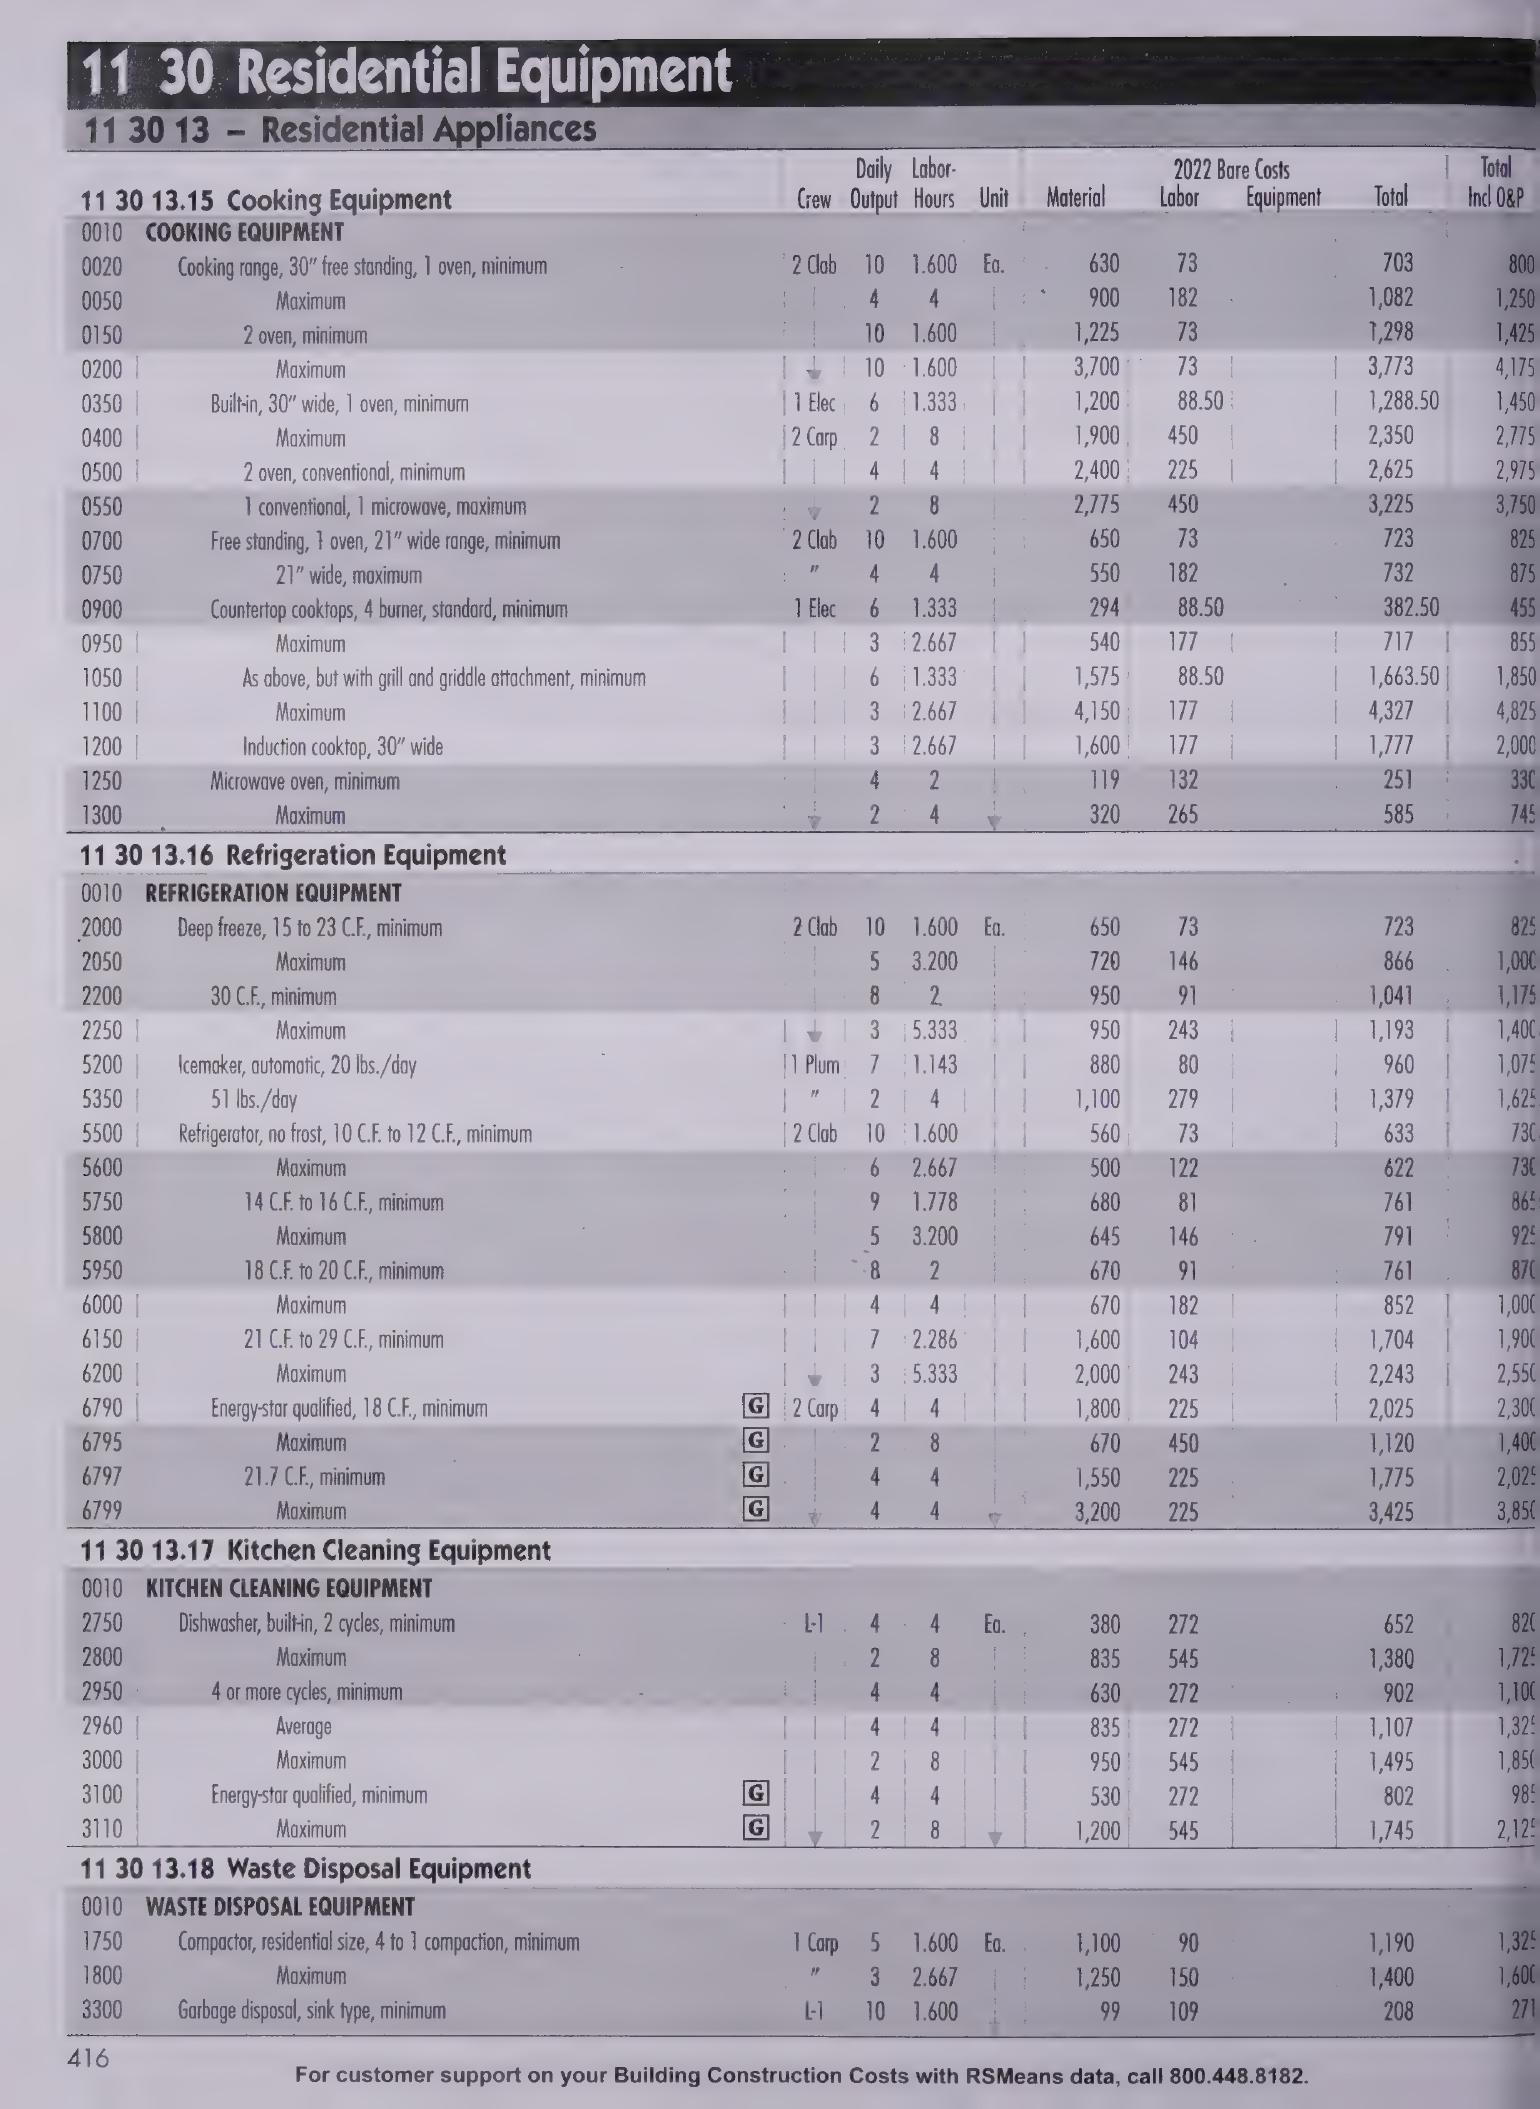 11 30 Residential Equipment
11 30 13 – Residential Appliances
Daily Labor- 2022 Bare Costs Total
11 30 13.15 Cooking Equipment Crew Output Hours Unit Material Labor Equipment Total Incl O&P
0010 COOKING EQUIPMENT
0020 Cooking range, 30" free standing, 1 oven, minimum 2 Clab 10 1.600 Ea. 630 73 703 800
0050 Maximum 4 4 900 182 1,082 1,250
0150 2 oven, minimum 10 1.600 1,225 73 1,298 1,425
0200 Maximum 10 1.600 3,700 73 3,773 4,175
0350 Built-in, 30" wide, 1 oven, minimum 1 Elec 6 1.333 1,200 88.50 1,288.50 1,450
0400 Maximum 2 Carp 2 8 1,900 450 2,350 2,775
0500 2 oven, conventional, minimum 4 4 2,400 225 2,625 2,975
0550 1 conventional, 1 microwave, maximum 2 8 2,775 450 3,225 3,750
0700 Free standing, 1 oven, 21" wide range, minimum 2 Clab 10 1.600 650 73 723 825
0750 21" wide, maximum " 4 4 550 182 732 875
0900 Countertop cooktops, 4 burner, standard, minimum 1 Elec 6 1.333 294 88.50 382.50 455
0950 Maximum 3 2.667 540 177 717 855
1050 As above, but with grill and griddle attachment, minimum 6 1.333 1,575 88.50 1,663.50 1,850
1100 Maximum 3 2.667 4,150 177 4,327 4,825
1200 Induction cooktop, 30" wide 3 2.667 1,600 177 1,777 2,000
1250 Microwave oven, minimum 4 2 119 132 251 330
1300 Maximum 2 4 320 265 585 745
11 30 13.16 Refrigeration Equipment
0010 REFRIGERATION EQUIPMENT
2000 Deep freeze, 15 to 23 C.F., minimum 2 Clab 10 1.600 Ea. 650 73 723 825
2050 Maximum 5 3.200 720 146 866 1,000
2200 30 C.F., minimum 8 2 950 91 1,041 1,175
2250 Maximum 3 5.333 950 243 1,193 1,400
5200 Icemaker, automatic, 20 lbs./day 1 Plum 7 1.143 880 80 960 1,075
5350 51 lbs./day " 2 4 1,100 279 1,379 1,625
5500 Refrigerator, no frost, 10 C.F. to 12 C.F., minimum 2 Clab 10 1.600 560 73 633 730
5600 Maximum 6 2.667 500 122 622 730
5750 14 C.F. to 16 C.F., minimum 9 1.778 680 81 761 865
5800 Maximum 5 3.200 645 146 791 925
5950 18 C.F. to 20 C.F., minimum 8 2 670 91 761 870
6000 Maximum 4 4 670 182 852 1,000
6150 21 C.F. to 29 C.F., minimum 7 2.286 1,600 104 1,704 1,900
6200 Maximum 3 5.333 2,000 243 2,243 2,550
6790 Energy-star qualified, 18 C.F., minimum G 2 Carp 4 4 1,800 225 2,025 2,300
6795 Maximum G 2 8 670 450 1,120 1,400
6797 21.7 C.F., minimum G 4 4 1,550 225 1,775 2,025
6799 Maximum G 4 4 3,200 225 3,425 3,850
11 30 13.17 Kitchen Cleaning Equipment
0010 KITCHEN CLEANING EQUIPMENT
2750 Dishwasher, built-in, 2 cycles, minimum L-1 4 4 Ea. 380 272 652 820
2800 Maximum 2 8 835 545 1,380 1,725
2950 4 or more cycles, minimum 4 4 630 272 902 1,100
2960 Average 4 4 835 272 1,107 1,325
3000 Maximum 2 8 950 545 1,495 1,850
3100 Energy-star qualified, minimum G 4 4 530 272 802 985
3110 Maximum G 2 8 1,200 545 1,745 2,125
11 30 13.18 Waste Disposal Equipment
0010 WASTE DISPOSAL EQUIPMENT
1750 Compactor, residential size, 4 to 1 compaction, minimum 1 Carp 5 1.600 Ea. 1,100 90 1,190 1,325
1800 Maximum " 3 2.667 1,250 150 1,400 1,600
3300 Garbage disposal, sink type, minimum L-1 10 1.600 99 109 208 271
416
For customer support on your Building Construction Costs with RSMeans data, call 800.448.8182.